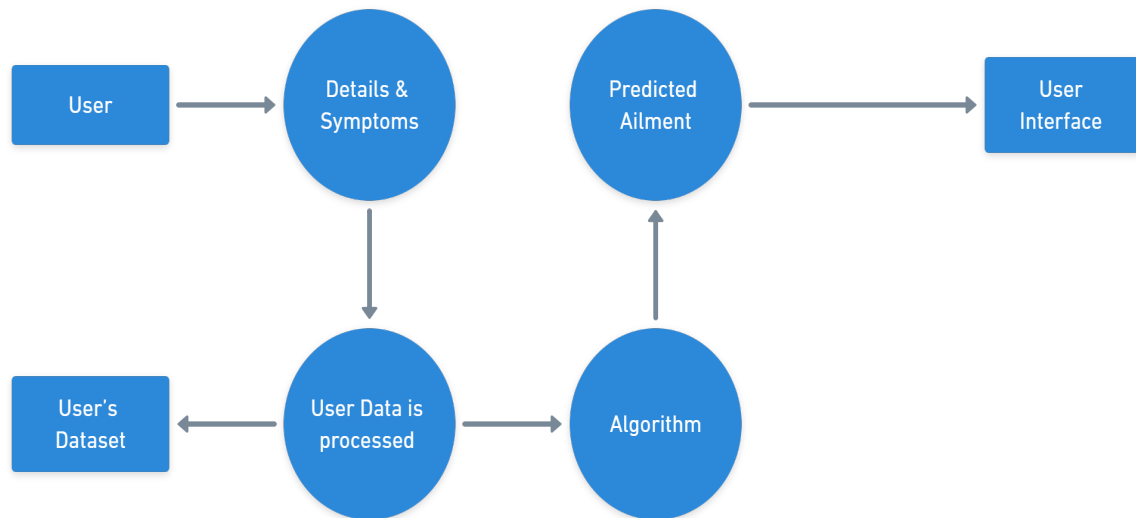 User
Details &
Symptoms
Predicted
Ailment
User
Interface
User’s
Dataset
User Data is
processed
Algorithm